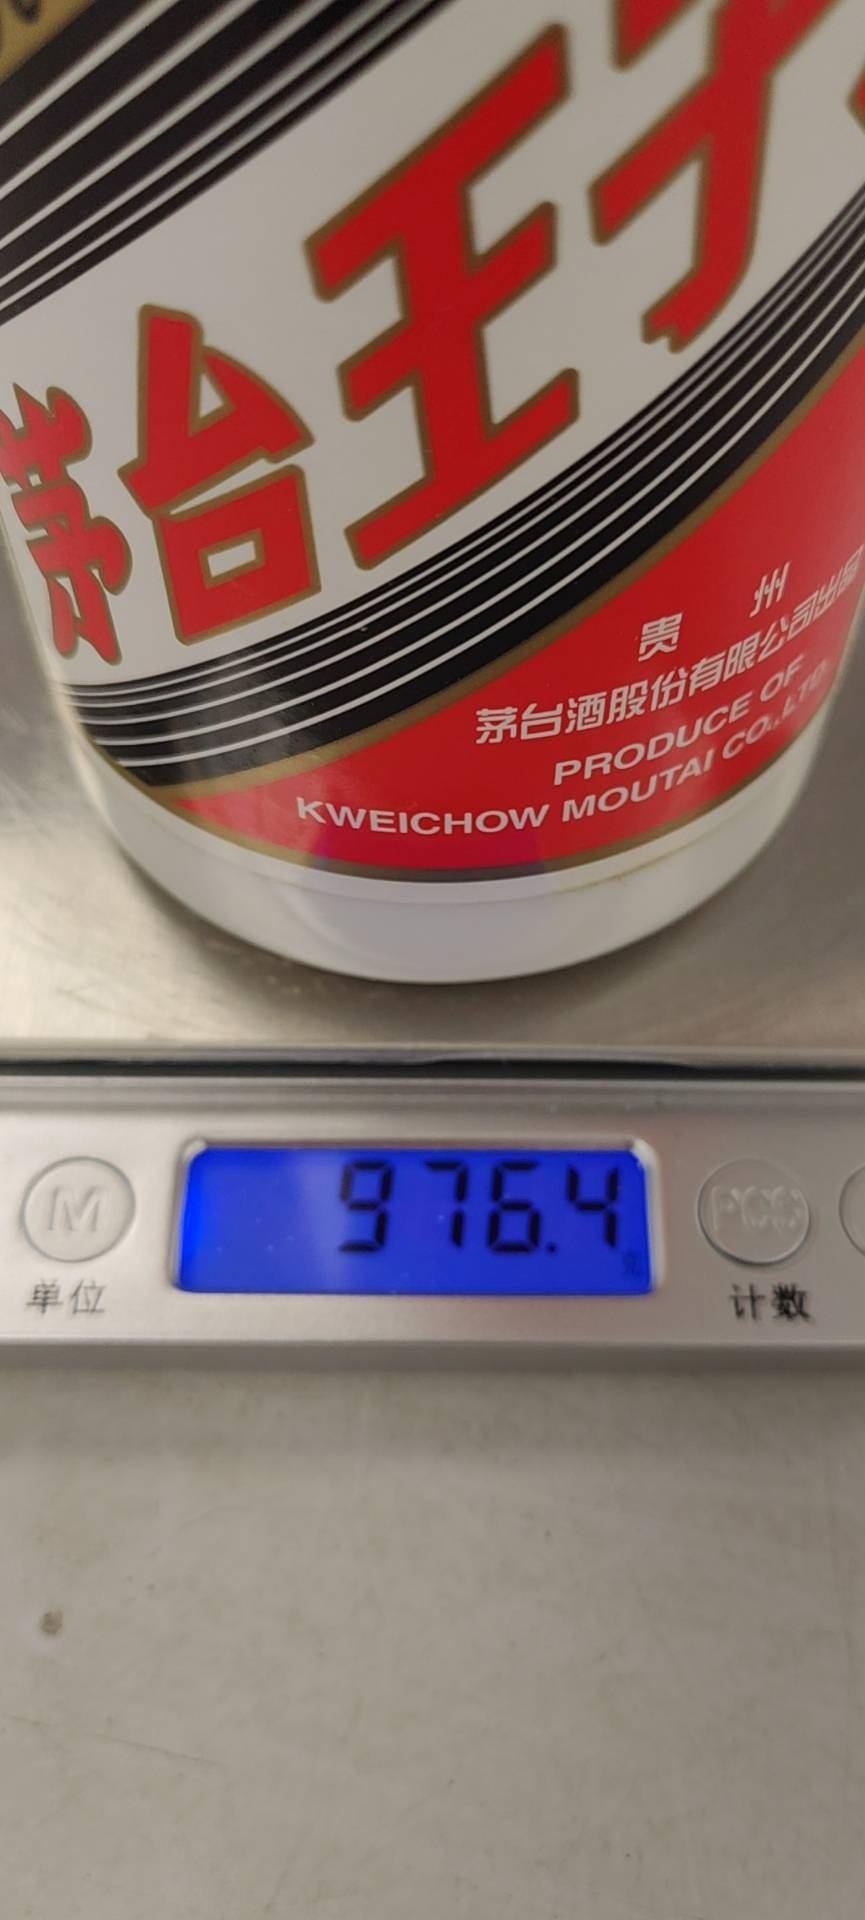 茅台王子
贵 州
茅台酒股份有限公司出品
PRODUCE OF
KWEICHOW MOUTAI CO.,LTD.
976.4
M
PCS
单位
计数